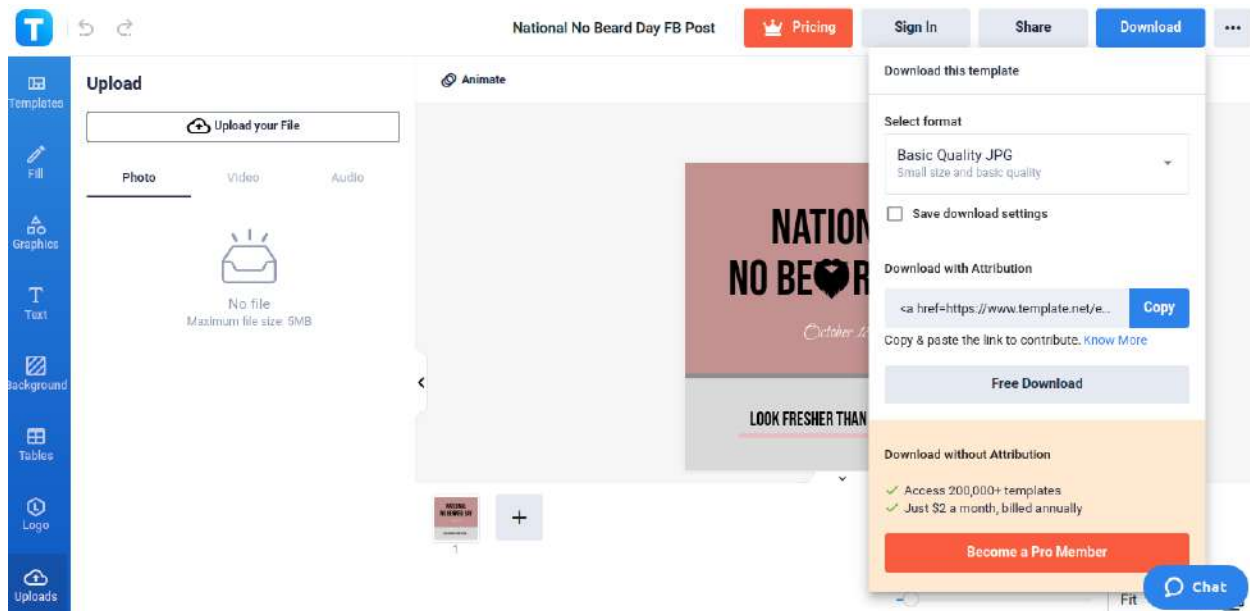 T
National No Beard Day FB Post
Pricing
Sign In
Share
Download
Templates
Fill
Graphics
Text
Background
Tables
Logo
Uploads
Upload
Upload your File
Photo Video Audio
No file
Maximum file size 5MB
Animate
NATION
NO BE RD
October
LOOK FRESHER THAN
NATIONAL
1
Download this template
Select format
Basic Quality JPG
Small size and basic quality
Save download settings
Download with Attribution
<a href=https://www.template.net/e...
Copy
Copy & paste the link to contribute. Know More
Free Download
Download without Attribution
Access 200,000+ templates
Just $2 a month, billed annually
Become a Pro Member
Chat
Fit